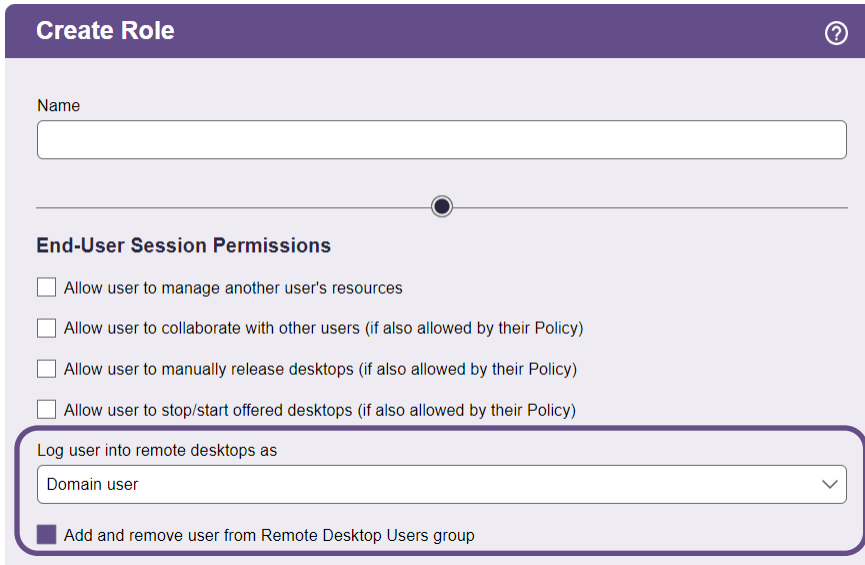 Create Role
?
Name
End-User Session Permissions
Allow user to manage another user's resources
Allow user to collaborate with other users (if also allowed by their Policy)
Allow user to manually release desktops (if also allowed by their Policy)
Allow user to stop/start offered desktops (if also allowed by their Policy)
Log user into remote desktops as
Domain user
Add and remove user from Remote Desktop Users group